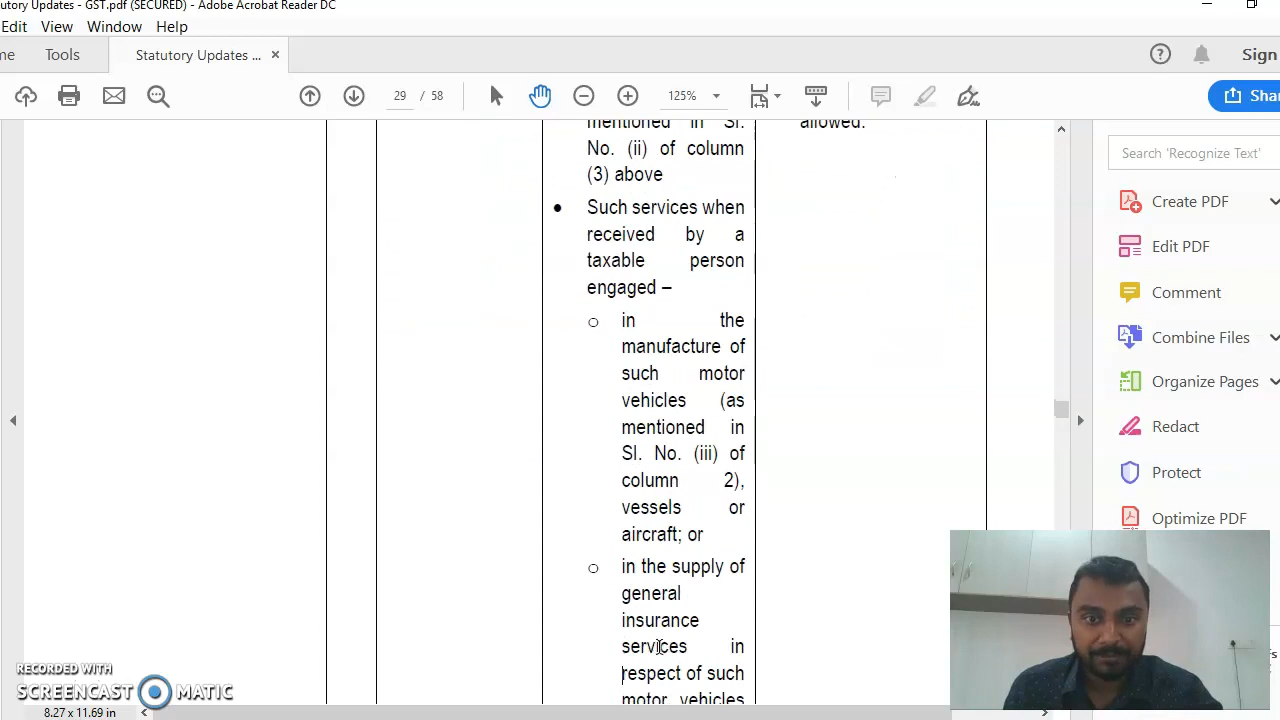 tutory Updates - GST.pdf (SECURED) - Adobe Acrobat Reader DC
Edit View Window Help
me Tools Statutory Updates ... × Sign
29 / 58 125% Shar
mentioned in Sl. allowed.
No. (ii) of column
(3) above
Search 'Recognize Text'
• Such services when
received by a
taxable person
engaged –
Create PDF
Edit PDF
Comment
Combine Files
Organize Pages
Redact
Protect
Optimize PDF
o in the
manufacture of
such motor
vehicles (as
mentioned in
Sl. No. (iii) of
column 2),
vessels or
aircraft; or
o in the supply of
general
insurance
services in
respect of such
motor vehicles
RECORDED WITH
SCREENCAST MATIC
8.27 x 11.69 in